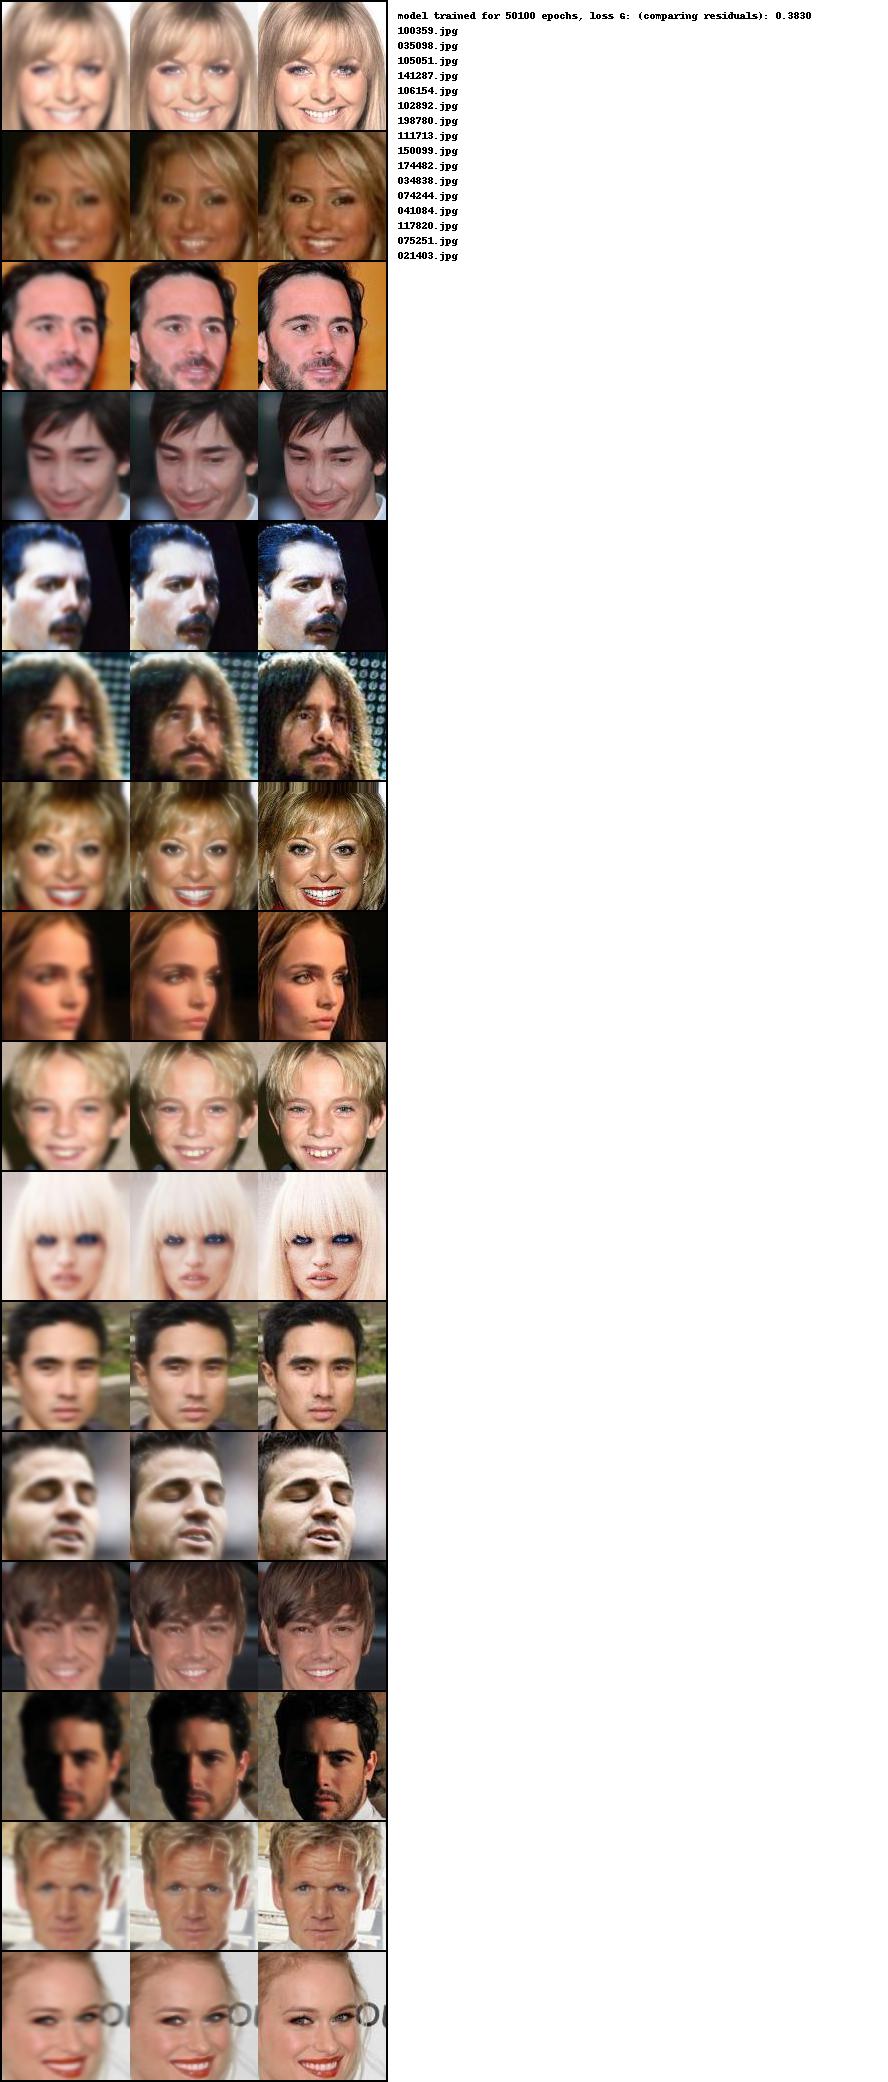 model trained for 50100 epochs, loss G: (comparing residuals): 0.3830
100359.jpg
035098.jpg
105051.jpg
141287.jpg
106154.jpg
102892.jpg
198780.jpg
111713.jpg
150099.jpg
174482.jpg
034838.jpg
074244.jpg
041084.jpg
117820.jpg
075251.jpg
021403.jpg